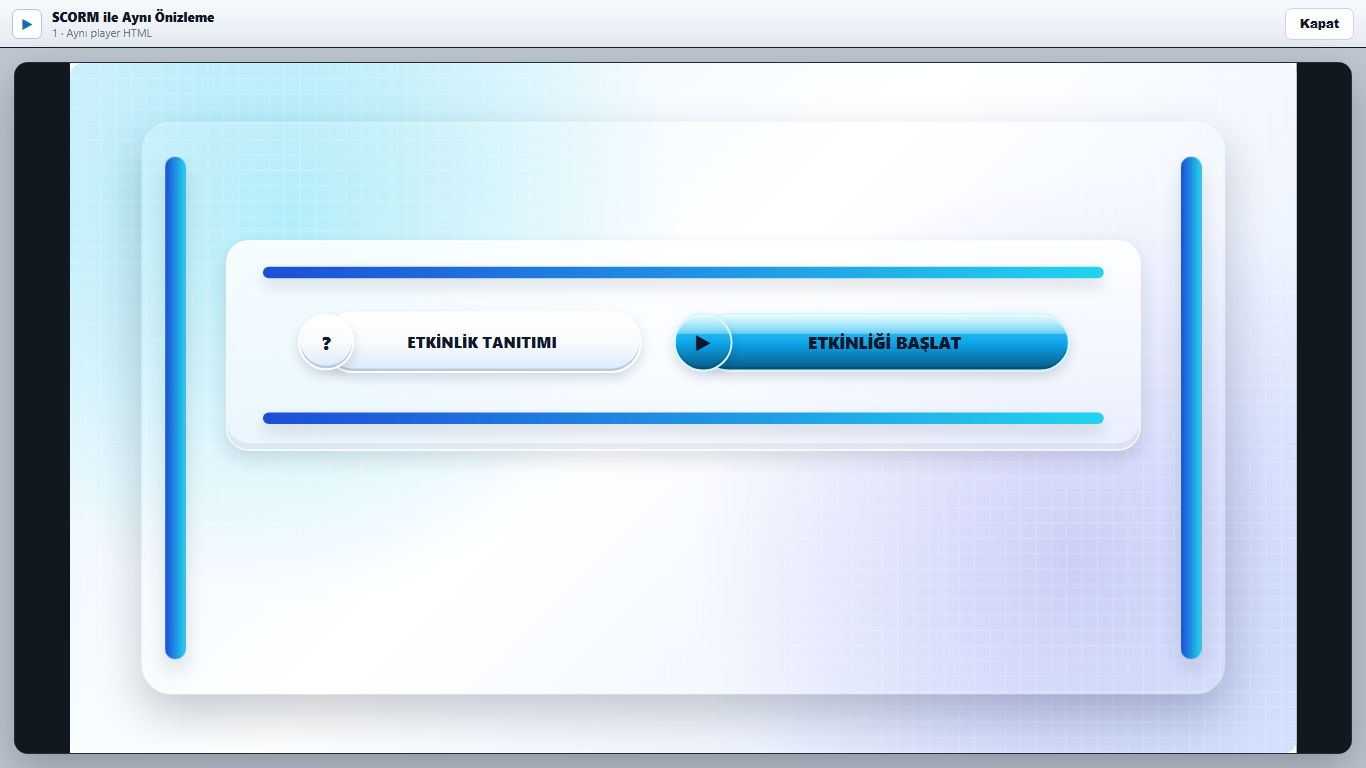 SCORM ile Aynı Önizleme
1 · Aynı player HTML
Kapat
?
ETKİNLİK TANITIMI
ETKİNLİĞİ BAŞLAT